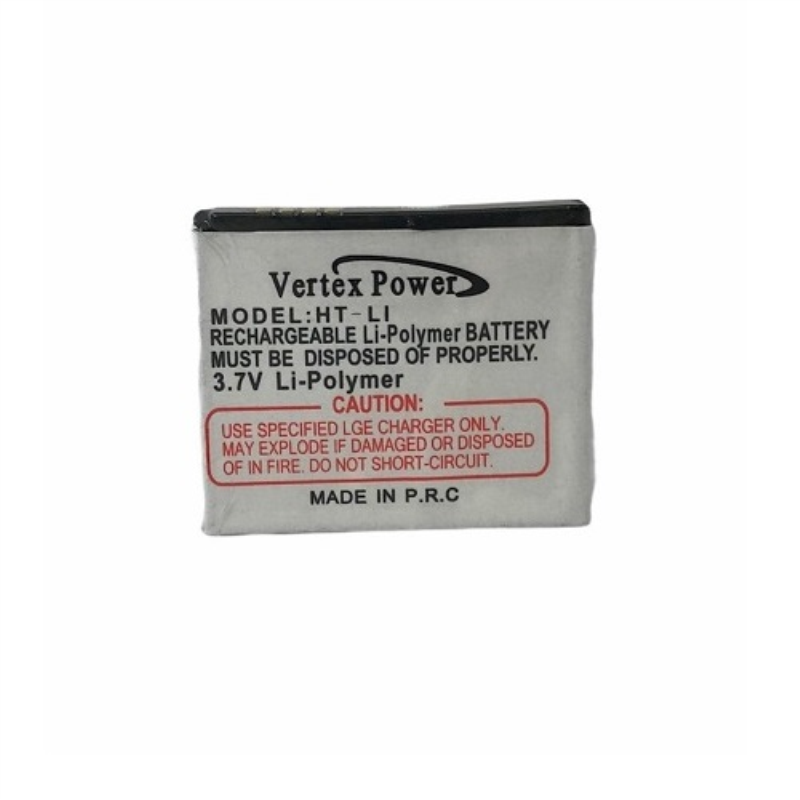 Vertex Power
MODEL:HT-LI
RECHARGEABLE Li-Polymer BATTERY
MUST BE DISPOSED OF PROPERLY.
3.7V Li-Polymer
CAUTION:
USE SPECIFIED LGE CHARGER ONLY.
MAY EXPLODE IF DAMAGED OR DISPOSED
OF IN FIRE. DO NOT SHORT-CIRCUIT.
MADE IN P.R.C